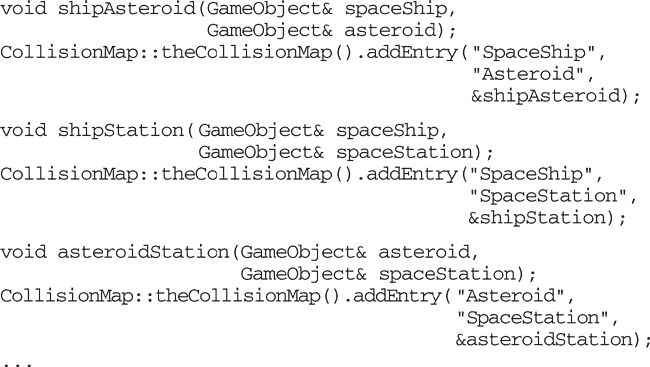 void shipAsteroid(GameObject& spaceShip,
                  GameObject& asteroid);
CollisionMap::theCollisionMap().addEntry("SpaceShip",
                                         "Asteroid",
                                         &shipAsteroid);
void shipStation(GameObject& spaceShip,
                 GameObject& spaceStation);
CollisionMap::theCollisionMap().addEntry("SpaceShip",
                                         "SpaceStation",
                                         &shipStation);
void asteroidStation(GameObject& asteroid,
                     GameObject& spaceStation);
CollisionMap::theCollisionMap().addEntry("Asteroid",
                                         "SpaceStation",
                                         &asteroidStation);
...